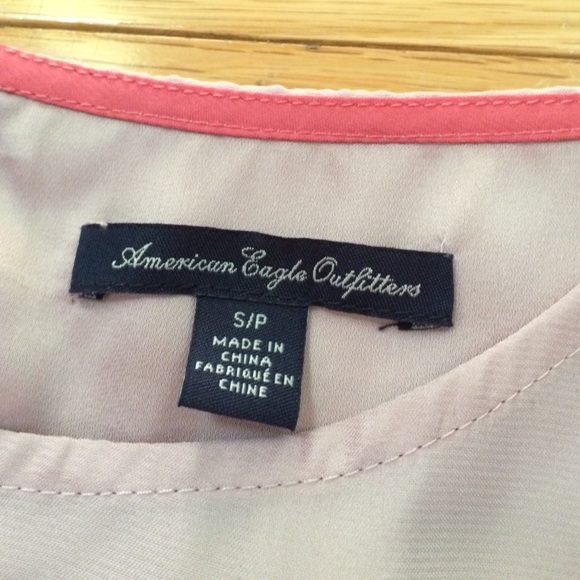 American Eagle Outfitters
S/P
MADE IN
CHINA
FABRIQUÉ EN
CHINE